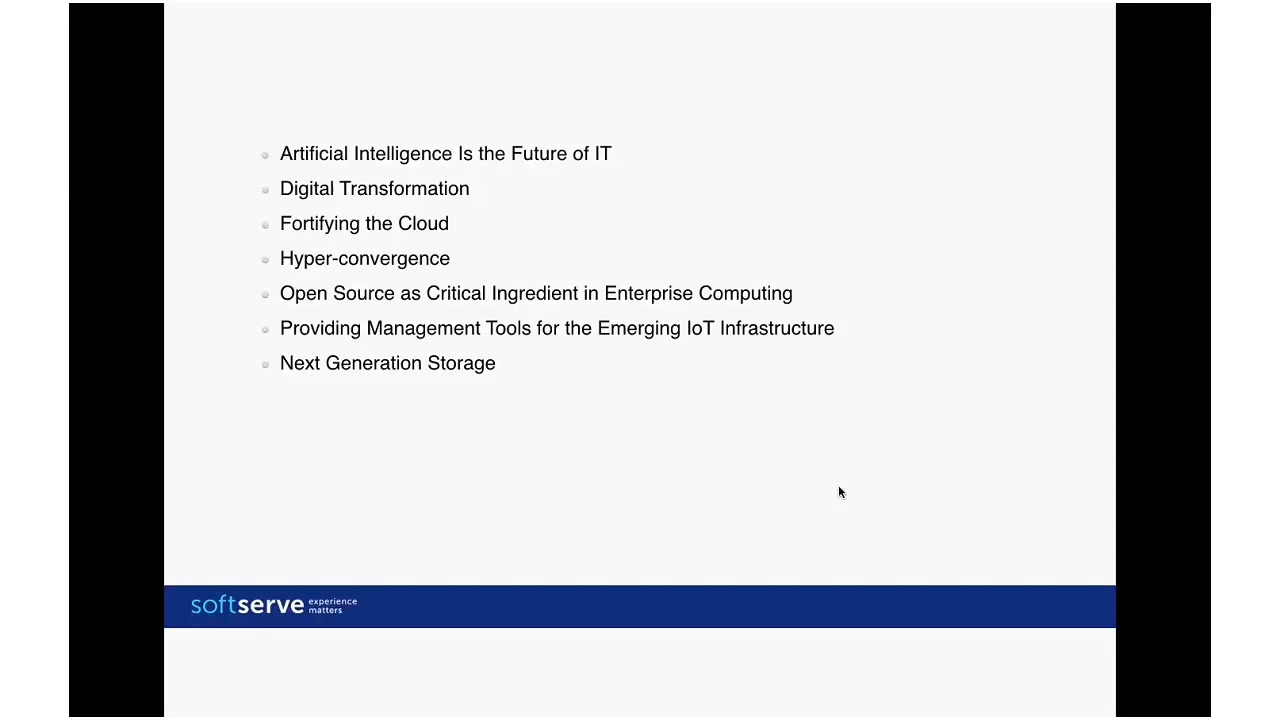 Artificial Intelligence Is the Future of IT
Digital Transformation
Fortifying the Cloud
Hyper-convergence
Open Source as Critical Ingredient in Enterprise Computing
Providing Management Tools for the Emerging IoT Infrastructure
Next Generation Storage
softserve experience
matters